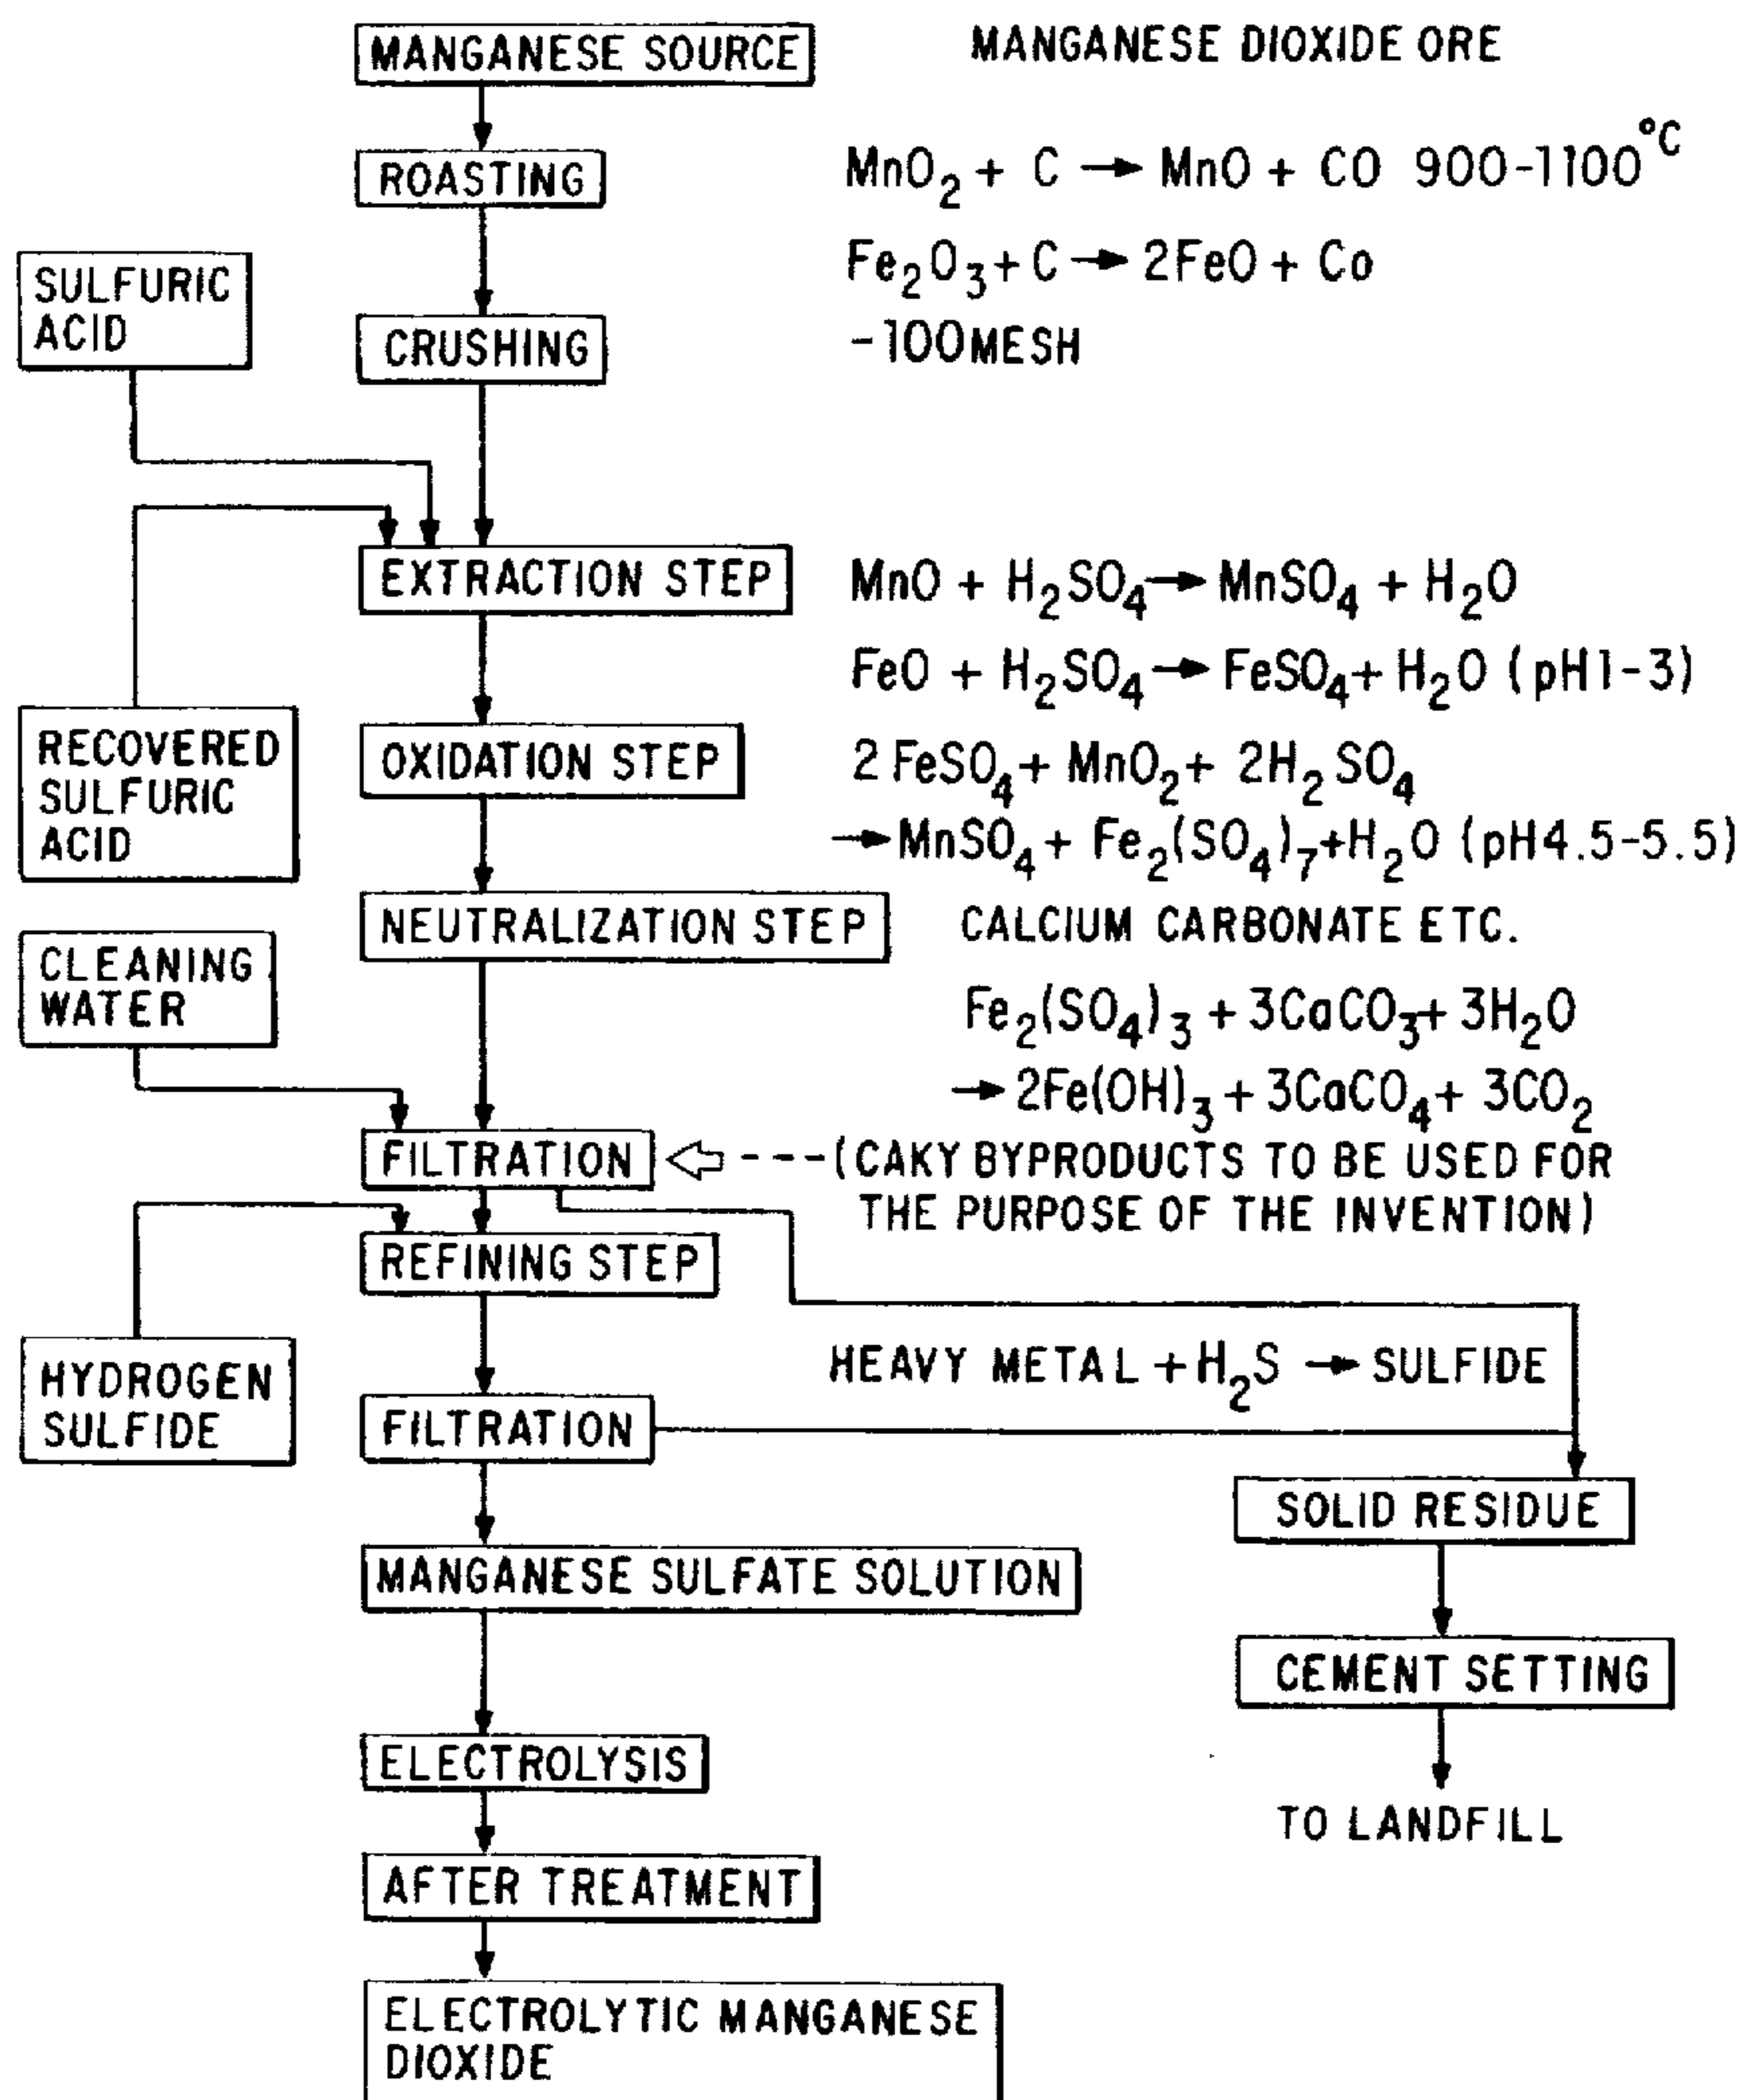 MANGANESE SOURCE
MANGANESE DIOXIDE ORE
ROASTING
MnO₂ + C → MnO + CO 900-1100°C
Fe₂O₃+C → 2FeO + Co
SULFURIC
ACID
CRUSHING
-100MESH
EXTRACTION STEP
MnO + H₂SO₄ → MnSO₄ + H₂O
FeO + H₂SO₄ → FeSO₄+ H₂O (pH1-3)
RECOVERED
SULFURIC
ACID
OXIDATION STEP
2 FeSO₄+ MnO₂+ 2H₂SO₄
→ MnSO₄+ Fe₂(SO₄)₇+H₂O (pH4.5-5.5)
NEUTRALIZATION STEP
CALCIUM CARBONATE ETC.
CLEANING
WATER
Fe₂(SO₄)₃ + 3CaCO₃+ 3H₂O
→ 2Fe(OH)₃ + 3CaCO₄+ 3CO₂
FILTRATION
(CAKY BYPRODUCTS TO BE USED FOR
THE PURPOSE OF THE INVENTION)
REFINING STEP
HYDROGEN
SULFIDE
HEAVY METAL + H₂S → SULFIDE
FILTRATION
SOLID RESIDUE
MANGANESE SULFATE SOLUTION
CEMENT SETTING
ELECTROLYSIS
TO LANDFILL
AFTER TREATMENT
ELECTROLYTIC MANGANESE
DIOXIDE